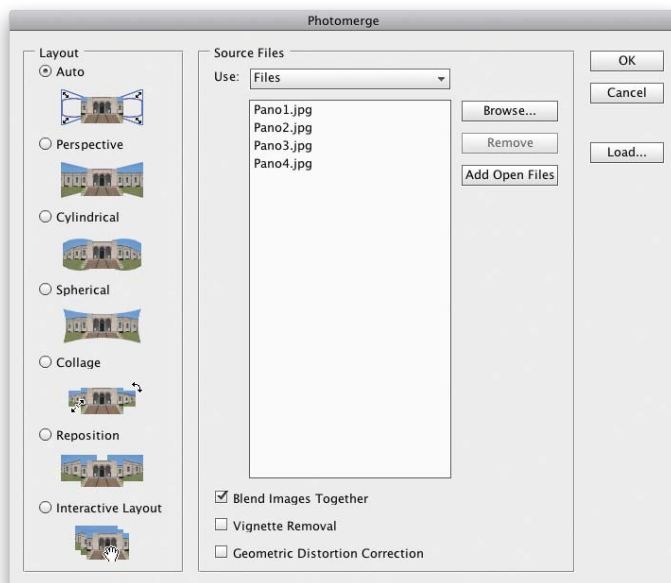 Photomerge
Layout
Auto
Perspective
Cylindrical
Spherical
Collage
Reposition
Interactive Layout
Source Files
Use: Files
Pano1.jpg
Pano2.jpg
Pano3.jpg
Pano4.jpg
Browse...
Remove
Add Open Files
Blend Images Together
Vignette Removal
Geometric Distortion Correction
OK
Cancel
Load...